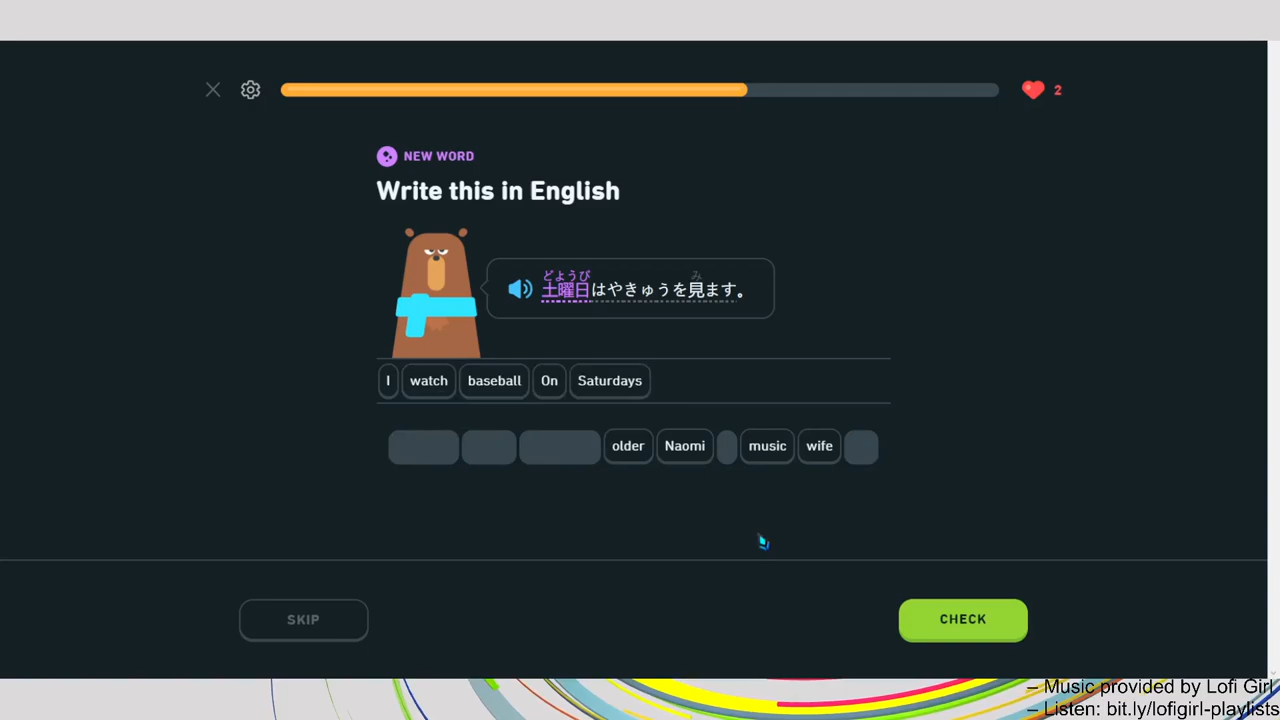 2
NEW WORD
Write this in English
どようび み
土曜日はやきゅうを見ます。
I watch baseball On Saturdays
older Naomi music wife
SKIP CHECK
– Music provided by Lofi Girl
– Listen: bit.ly/lofigirl-playlists